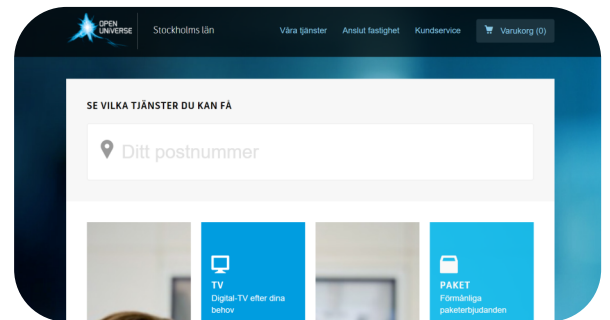 OPEN
UNIVERSE
Stockholms län
Våra tjänster
Anslut fastighet
Kundservice
Varukorg (0)
SE VILKA TJÄNSTER DU KAN FÅ
Ditt postnummer
TV
Digital-TV efter dina
behov
PAKET
Förmånliga
paketerbjudanden